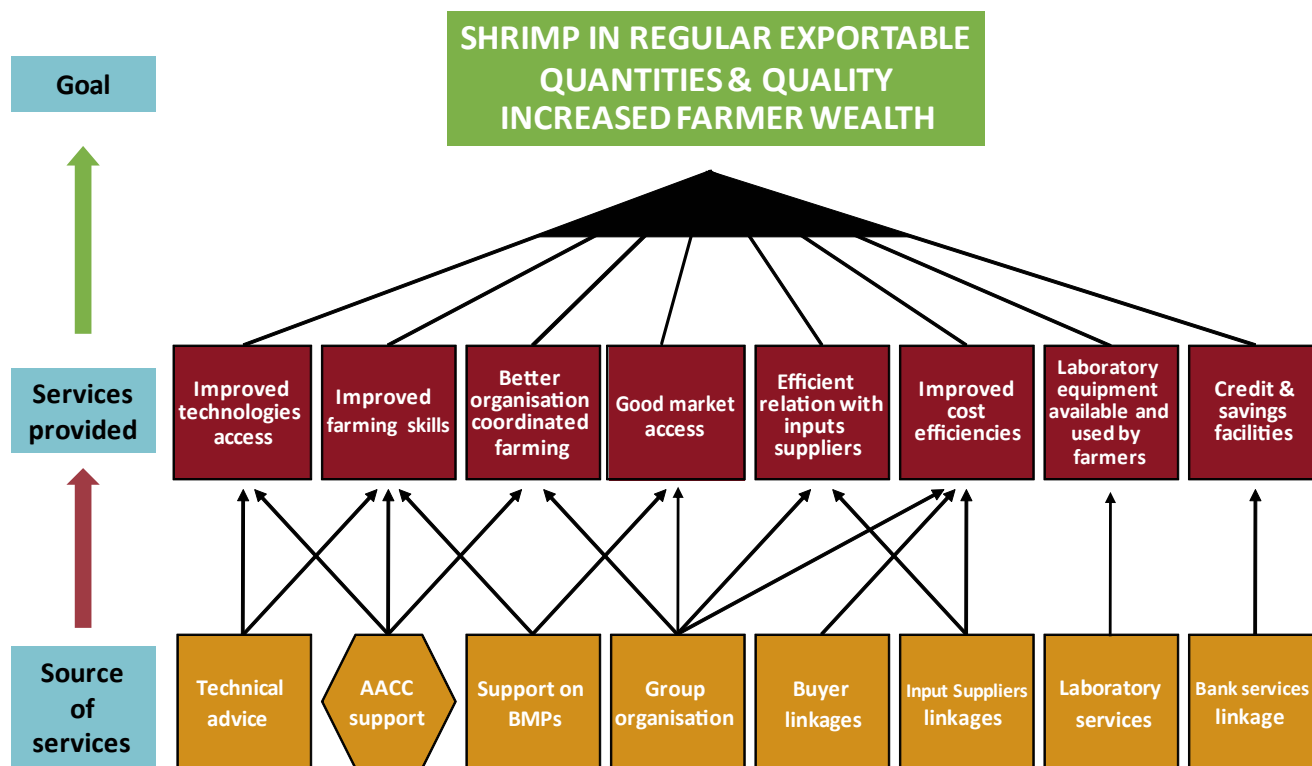 Goal
SHRIMP IN REGULAR EXPORTABLE
QUANTITIES & QUALITY
INCREASED FARMER WEALTH
Services
provided
Improved
technologies
access
Improved
farming skills
Better
organisation
coordinated
farming
Good market
access
Efficient
relation with
inputs
suppliers
Improved
cost
efficiencies
Laboratory
equipment
available and
used by
farmers
Credit &
savings
facilities
Source
of
services
Technical
advice
AACC
support
Support on
BMPs
Group
organisation
Buyer
linkages
Input Suppliers
linkages
Laboratory
services
Bank services
linkage